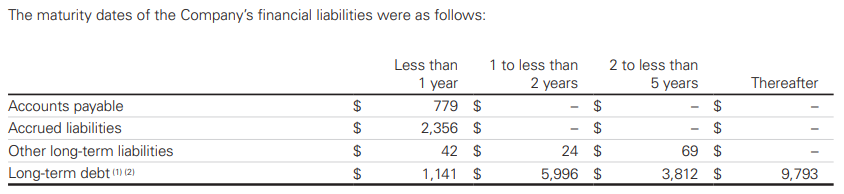 The maturity dates of the Company’s financial liabilities were as follows:
Less than 1 to less than 2 to less than
1 year 2 years 5 years Thereafter
Accounts payable $ 779 $ – $ – $ –
Accrued liabilities $ 2,356 $ – $ – $ –
Other long-term liabilities $ 42 $ 24 $ 69 $ –
Long-term debt (1) (2) $ 1,141 $ 5,996 $ 3,812 $ 9,793